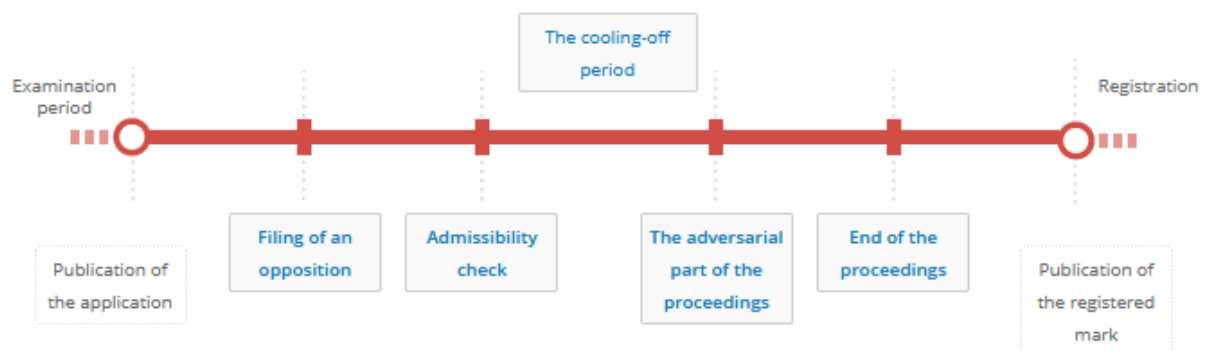 The cooling-off
period
Examination
period
Registration
Filing of an
opposition
Admissibility
check
The adversarial
part of the
proceedings
End of the
proceedings
Publication of
the application
Publication of
the registered
mark